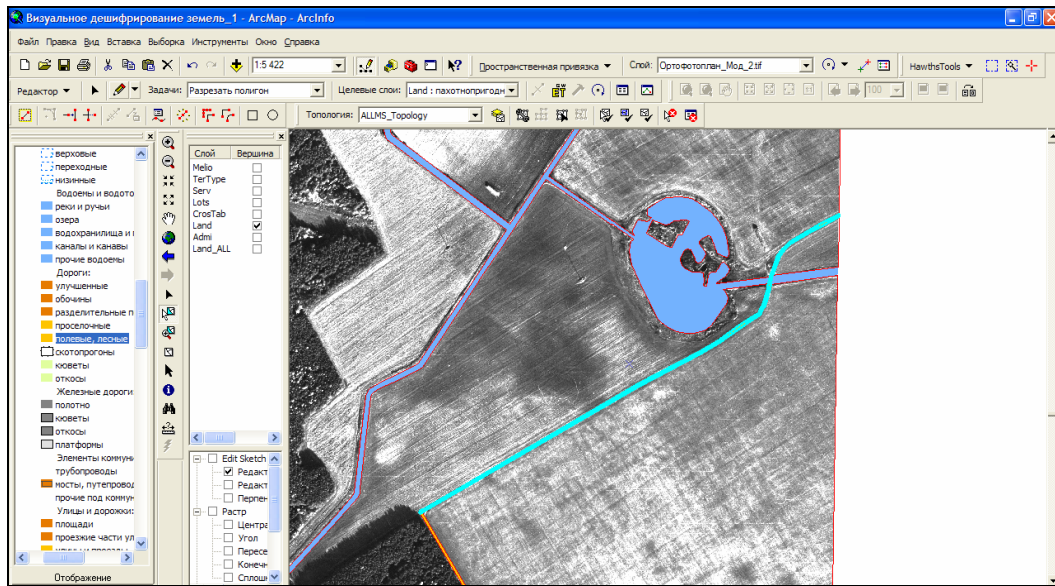 Визуальное дешифрирование земель_1 - ArcMap - ArcInfo
Файл Правка Вид Вставка Выборка Инструменты Окно Справка
1:5 422 Пространственная привязка Слой: Ортофотоплан_Мод_2.tif HawthsTools
Редактор Задачи: Разрезать полигон Целевые слои: Land : пахотнопригодн 100
Топология: ALLMS_Topology
верховые
переходные
низинные
Водоемы и водото
реки и ручьи
озера
водохранилища и
каналы и канавы
прочие водоемы
Дороги:
улучшенные
обочины
разделительные п
проселочные
полевые, лесные
скотопрогоны
кюветы
откосы
Железные дороги
полотно
кюветы
откосы
платформы
Элементы коммуни
трубопроводы
мосты, путепровод
прочие под коммун
Улицы и дорожки:
площади
проезжие части ул
Отображение
Слой Вершина
Melio
TerType
Serv
Lots
CrosTab
Land
Admi
Land_ALL
Edit Sketch
Редакт
Редакт
Перпен
Растр
Центра
Угол
Пересе
Конечн
Сплош